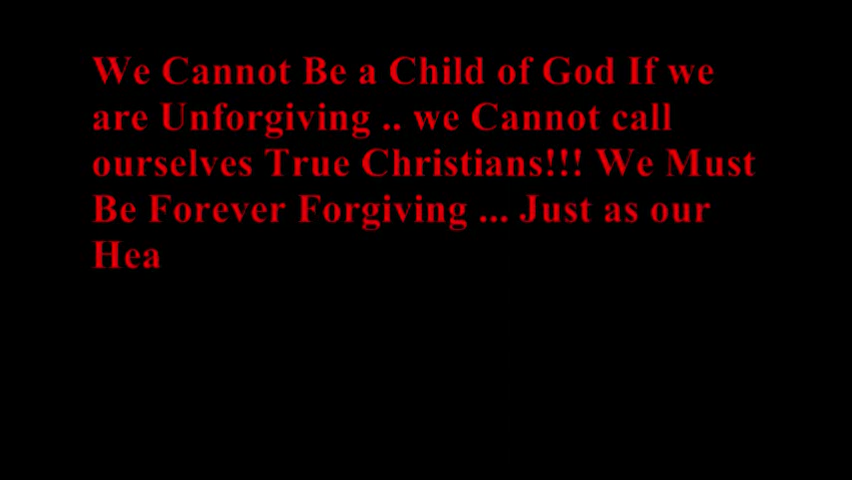 We Cannot Be a Child of God If we
are Unforgiving .. we Cannot call
ourselves True Christians!!! We Must
Be Forever Forgiving ... Just as our
Hea